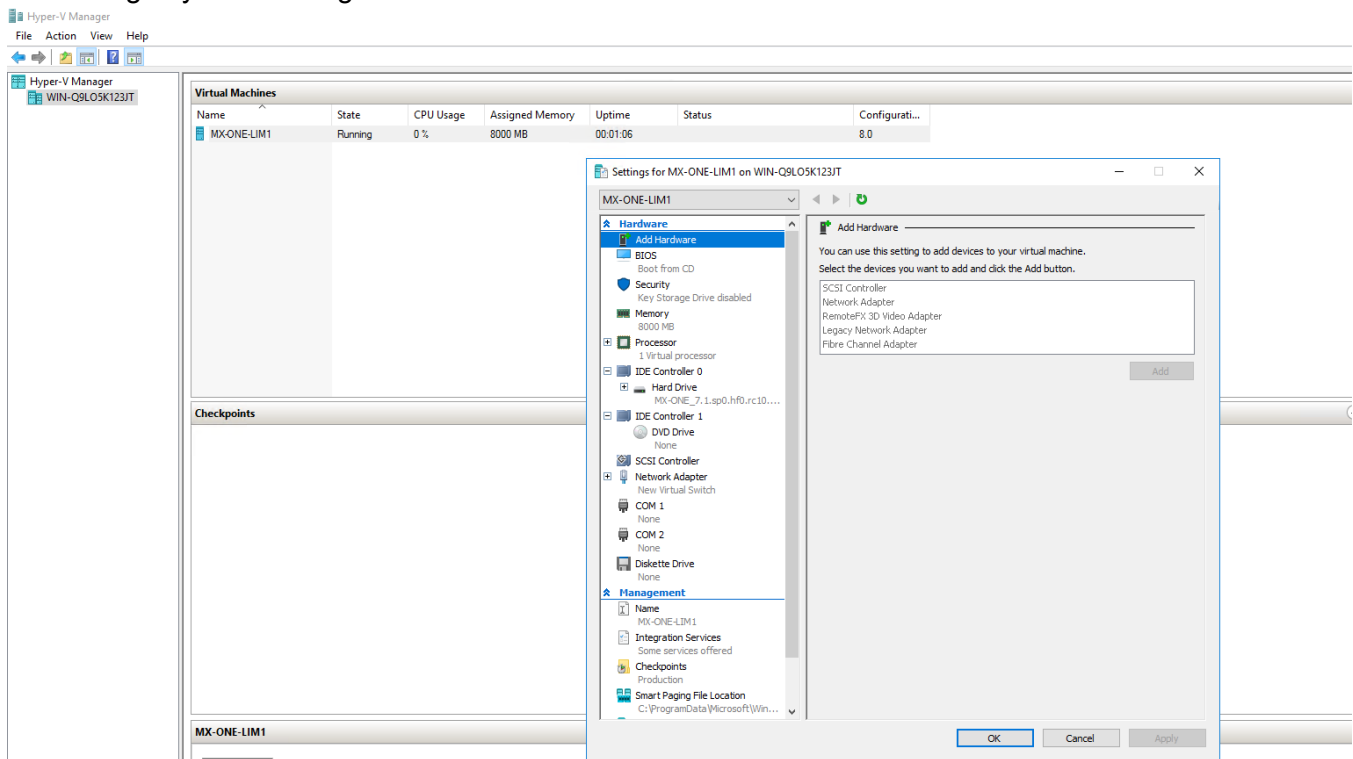 Hyper-V Manager
File Action View Help
Hyper-V Manager
WIN-Q9LO5K123JT
Virtual Machines
Name State CPU Usage Assigned Memory Uptime Status Configurati...
MX-ONE-LIM1 Running 0 % 8000 MB 00:01:06 8.0
Checkpoints
MX-ONE-LIM1
Settings for MX-ONE-LIM1 on WIN-Q9LO5K123JT
MX-ONE-LIM1
Hardware
Add Hardware
BIOS
Boot from CD
Security
Key Storage Drive disabled
Memory
8000 MB
Processor
1 Virtual processor
IDE Controller 0
Hard Drive
MX-ONE_7.1.sp0.hf0.rc10....
IDE Controller 1
DVD Drive
None
SCSI Controller
Network Adapter
New Virtual Switch
COM 1
None
COM 2
None
Diskette Drive
None
Management
Name
MX-ONE-LIM1
Integration Services
Some services offered
Checkpoints
Production
Smart Paging File Location
C:\ProgramData\Microsoft\Win...
Add Hardware
You can use this setting to add devices to your virtual machine.
Select the devices you want to add and click the Add button.
SCSI Controller
Network Adapter
RemoteFX 3D Video Adapter
Legacy Network Adapter
Fibre Channel Adapter
Add
OK Cancel Apply